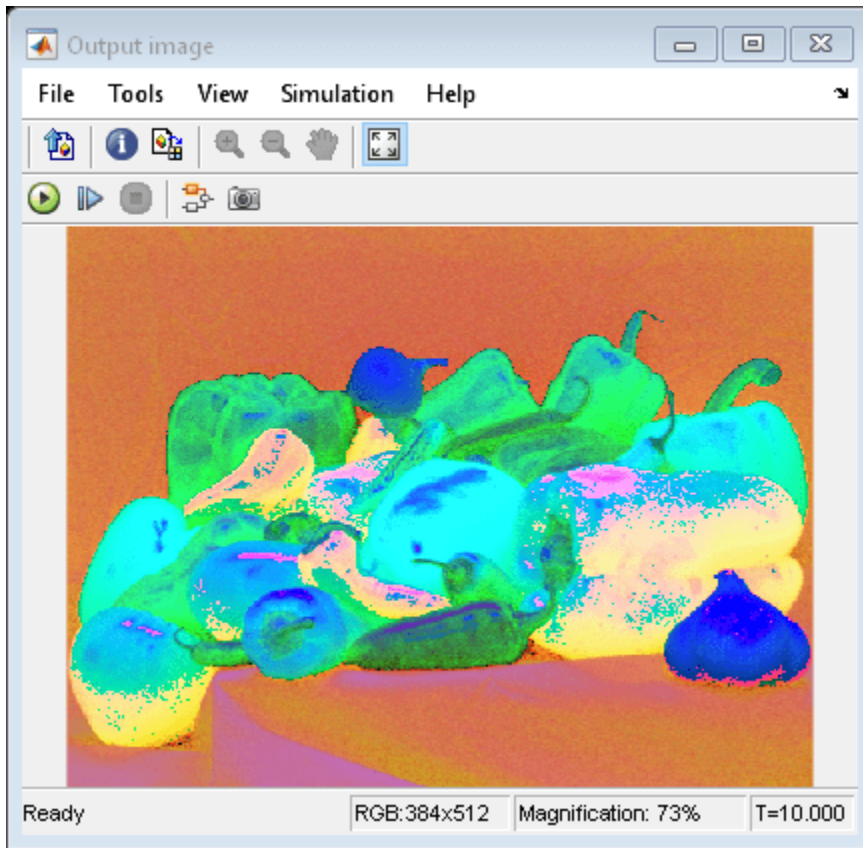 Output image
File Tools View Simulation Help
Ready RGB:384x512 Magnification: 73% T=10.000